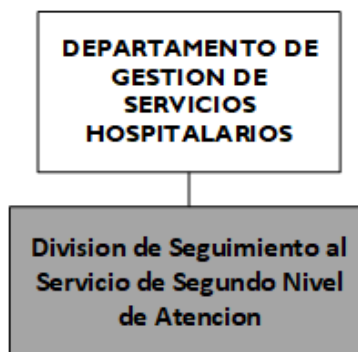 DEPARTAMENTO DE
GESTION DE
SERVICIOS
HOSPITALARIOS
Division de Seguimiento al
Servicio de Segundo Nivel
de Atencion